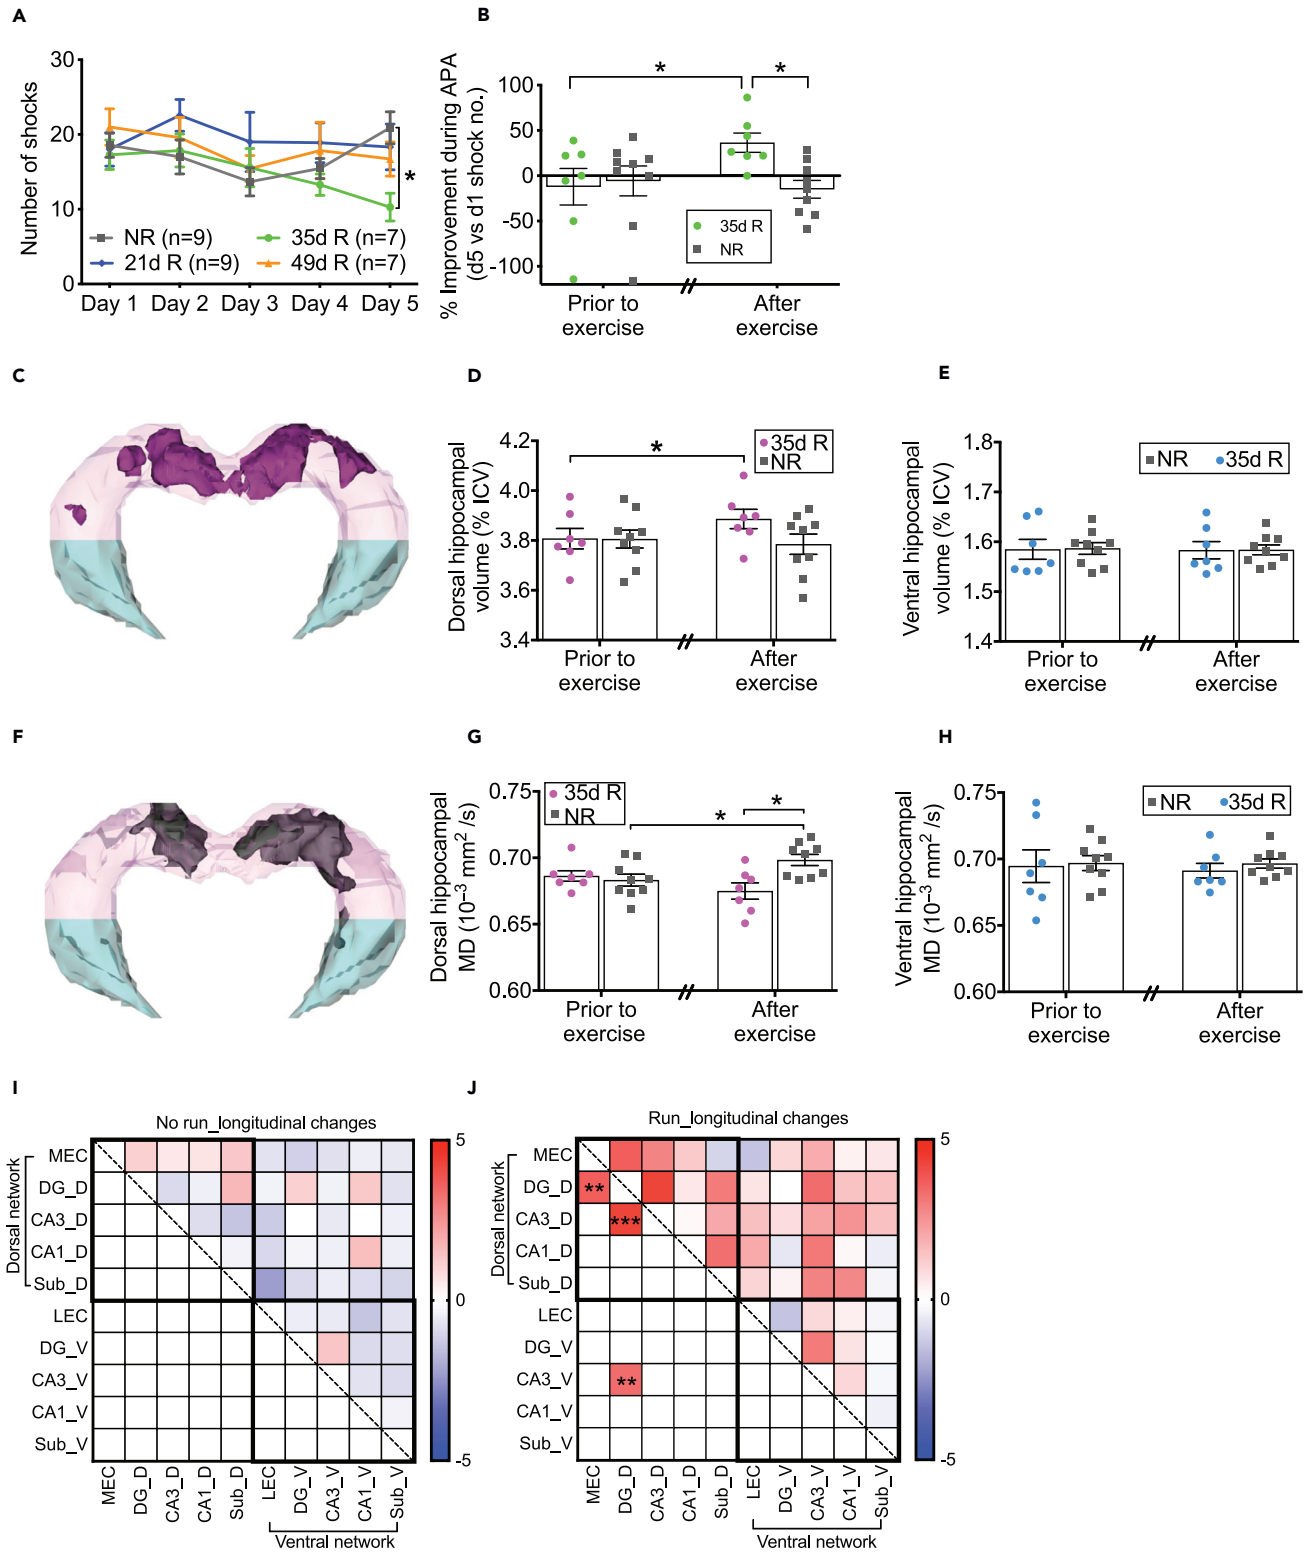 A
B
Number of shocks
30
20
10
0
*
NR (n=9)
35d R (n=7)
21d R (n=9)
49d R (n=7)
Day 1 Day 2 Day 3 Day 4 Day 5
% Improvement during APA
(d5 vs d1 shock no.)
100
50
0
-50
-100
*
*
35d R
NR
Prior to
exercise
After
exercise
C
D
E
Dorsal hippocampal
volume (% ICV)
4.2
4.0
3.8
3.6
3.4
*
35d R
NR
Prior to
exercise
After
exercise
Ventral hippocampal
volume (% ICV)
1.8
1.7
1.6
1.5
1.4
NR 35d R
Prior to
exercise
After
exercise
F
G
H
Dorsal hippocampal
MD (10⁻³ mm² /s)
0.75
0.70
0.65
0.60
35d R
NR
*
*
Prior to
exercise
After
exercise
Ventral hippocampal
MD (10⁻³ mm² /s)
0.75
0.70
0.65
0.60
NR 35d R
Prior to
exercise
After
exercise
I
J
No run_longitudinal changes
Dorsal network
MEC
DG_D
CA3_D
CA1_D
Sub_D
LEC
DG_V
CA3_V
CA1_V
Sub_V
MEC
DG_D
CA3_D
CA1_D
Sub_D
LEC
DG_V
CA3_V
CA1_V
Sub_V
Ventral network
5
0
-5
Run_longitudinal changes
Dorsal network
MEC
DG_D
CA3_D
CA1_D
Sub_D
LEC
DG_V
CA3_V
CA1_V
Sub_V
**
***
**
MEC
DG_D
CA3_D
CA1_D
Sub_D
LEC
DG_V
CA3_V
CA1_V
Sub_V
Ventral network
5
0
-5